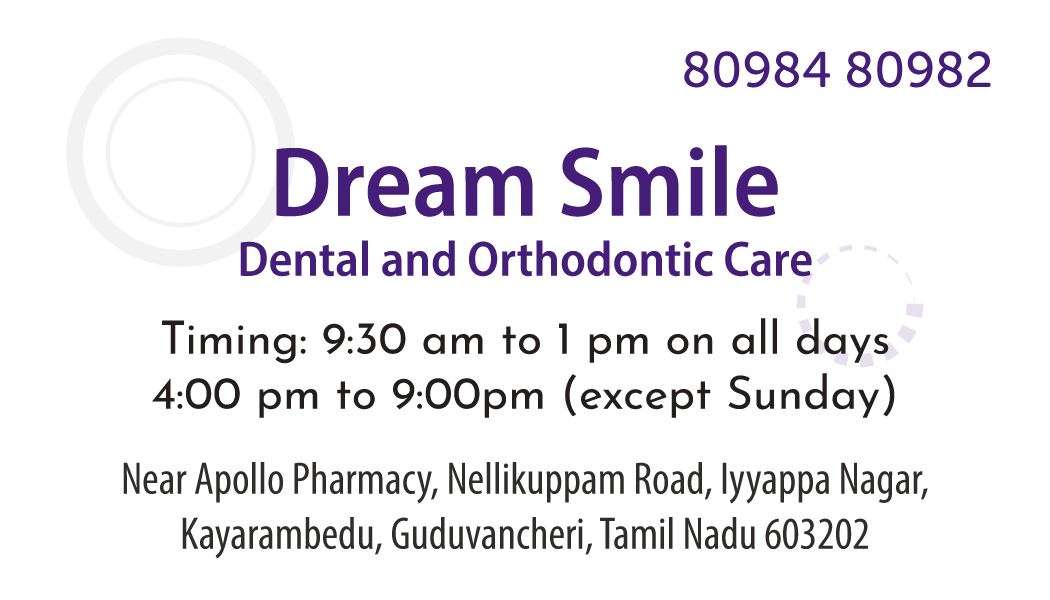 80984 80982
Dream Smile
Dental and Orthodontic Care
Timing: 9:30 am to 1 pm on all days
4:00 pm to 9:00pm (except Sunday)
Near Apollo Pharmacy, Nellikuppam Road, Iyyappa Nagar,
Kayarambedu, Guduvancheri, Tamil Nadu 603202